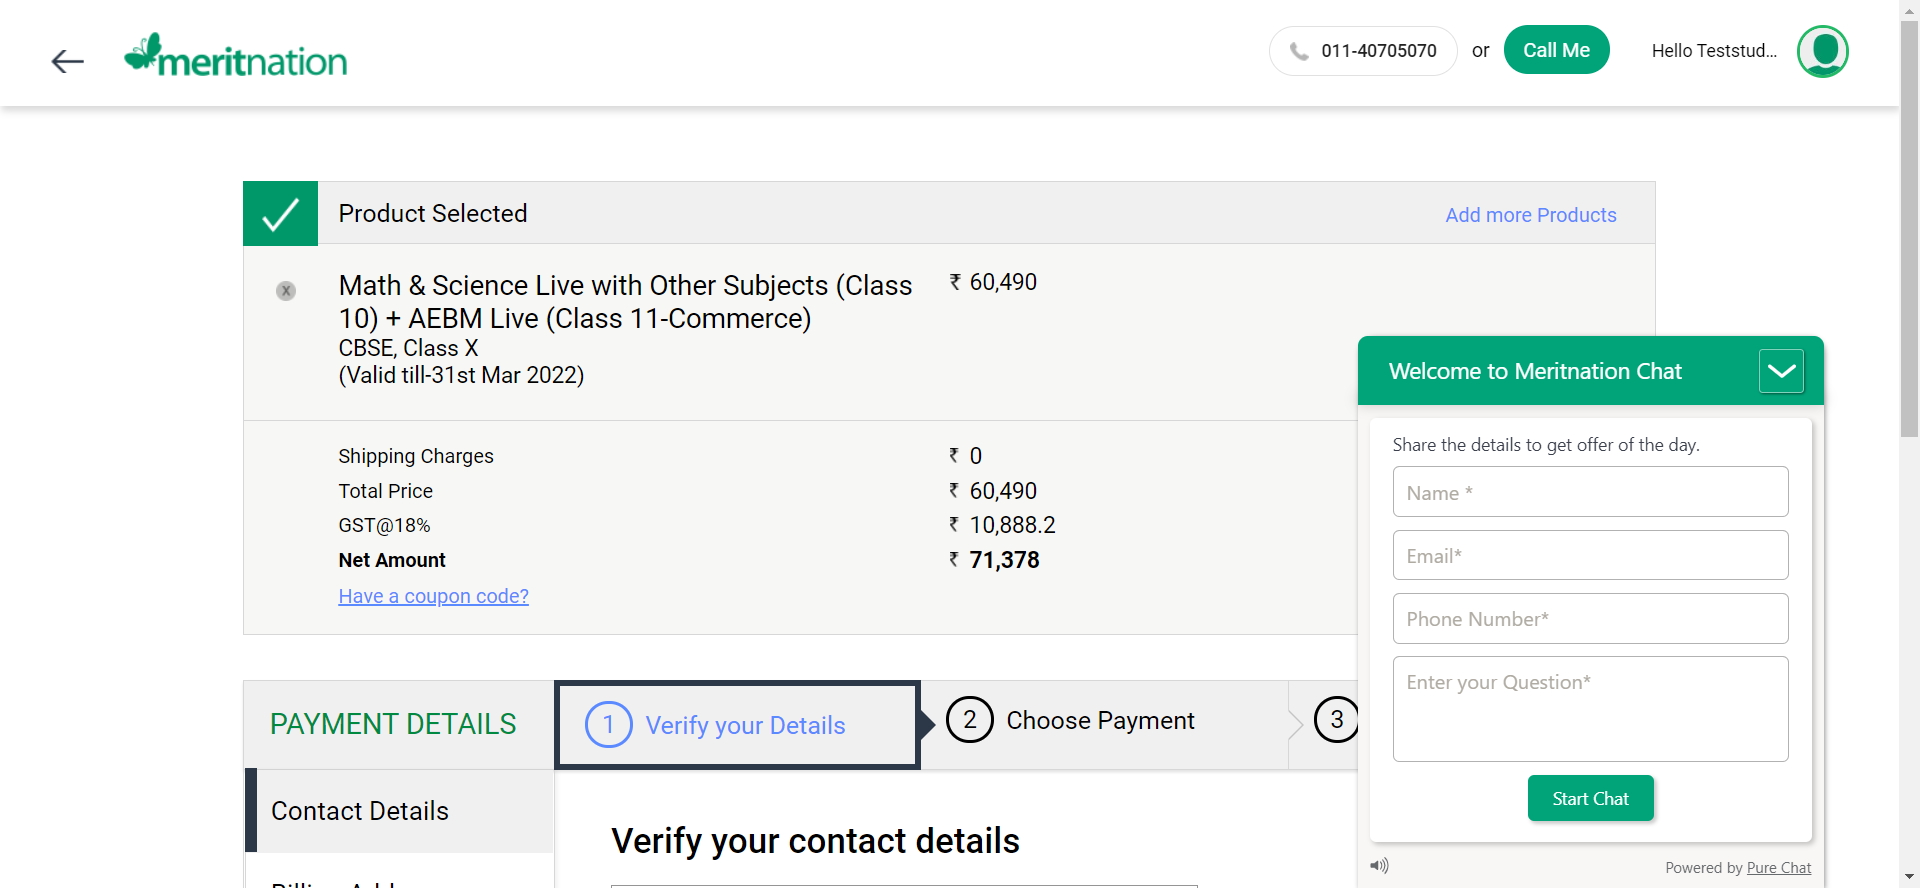 meritnation
011-40705070
or
Call Me
Hello Teststud...
Product Selected
Add more Products
X
Math & Science Live with Other Subjects (Class
10) + AEBM Live (Class 11-Commerce)
₹ 60,490
CBSE, Class X
(Valid till-31st Mar 2022)
Shipping Charges ₹ 0
Total Price ₹ 60,490
GST@18% ₹ 10,888.2
Net Amount ₹ 71,378
Have a coupon code?
PAYMENT DETAILS
1 Verify your Details
2 Choose Payment
3
Contact Details
Verify your contact details
Welcome to Meritnation Chat
Share the details to get offer of the day.
Name *
Email*
Phone Number*
Enter your Question*
Start Chat
Powered by Pure Chat